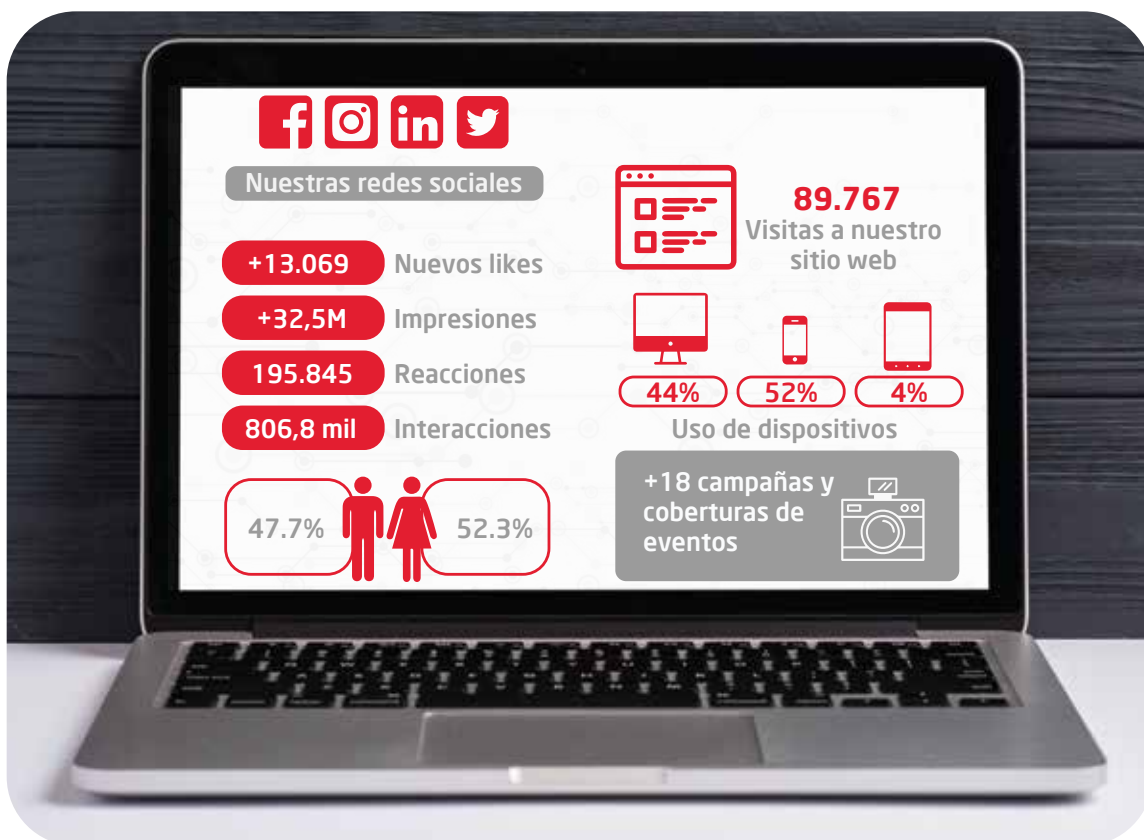 Nuestras redes sociales
+13.069 Nuevos likes
+32,5M Impresiones
195.845 Reacciones
806,8 mil Interacciones
47.7% 52.3%
89.767
Visitas a nuestro
sitio web
44% 52% 4%
Uso de dispositivos
+18 campañas y
coberturas de
eventos